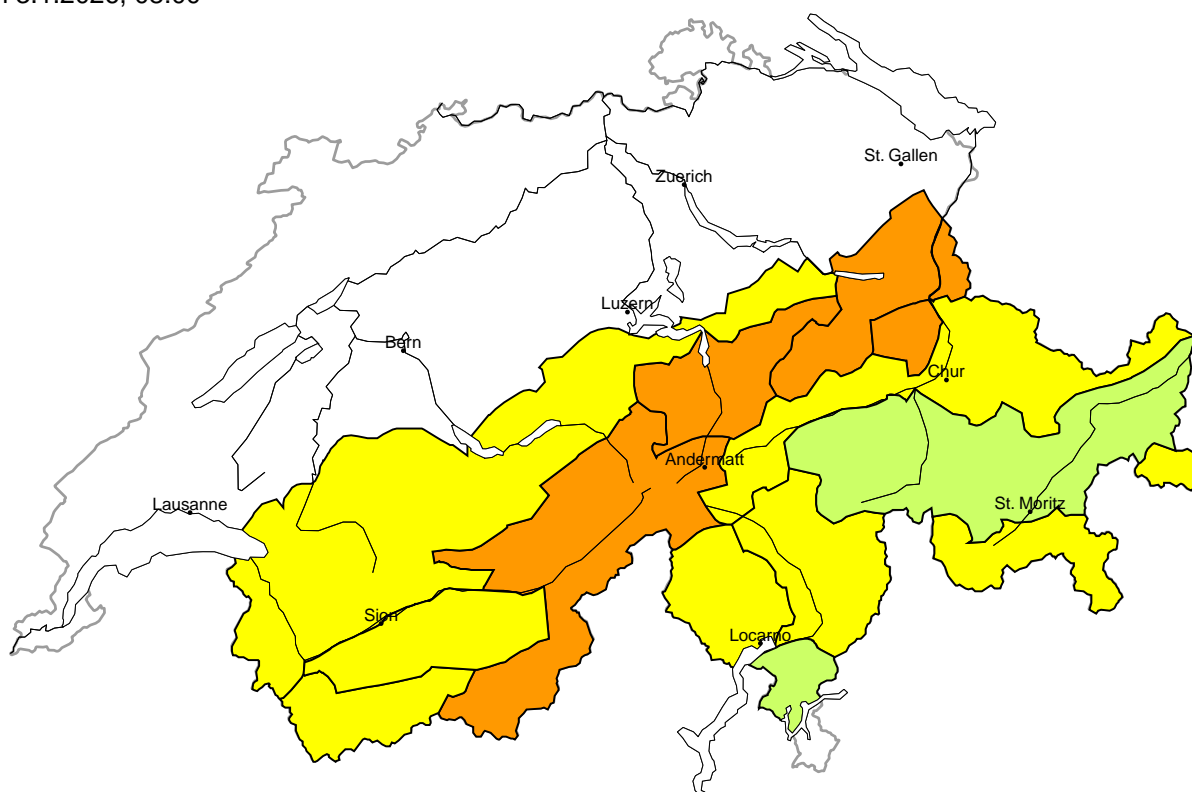 St. Gallen
Zuerich
Luzern
Bern
Chur
Andermatt
Lausanne
St. Moritz
Sion
Locarno